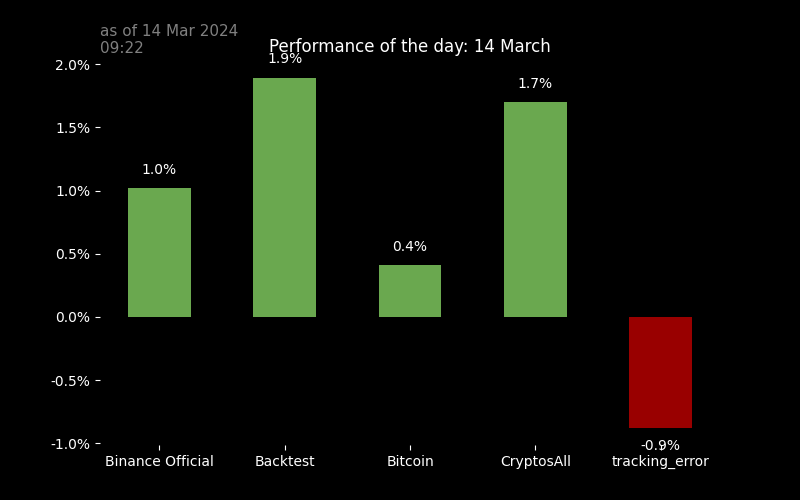 as of 14 Mar 2024
09:22
Performance of the day: 14 March
2.0%
1.5%
1.0%
0.5%
0.0%
-0.5%
-1.0%
1.0%
1.9%
0.4%
1.7%
-0.9%
Binance Official
Backtest
Bitcoin
CryptosAll
tracking_error